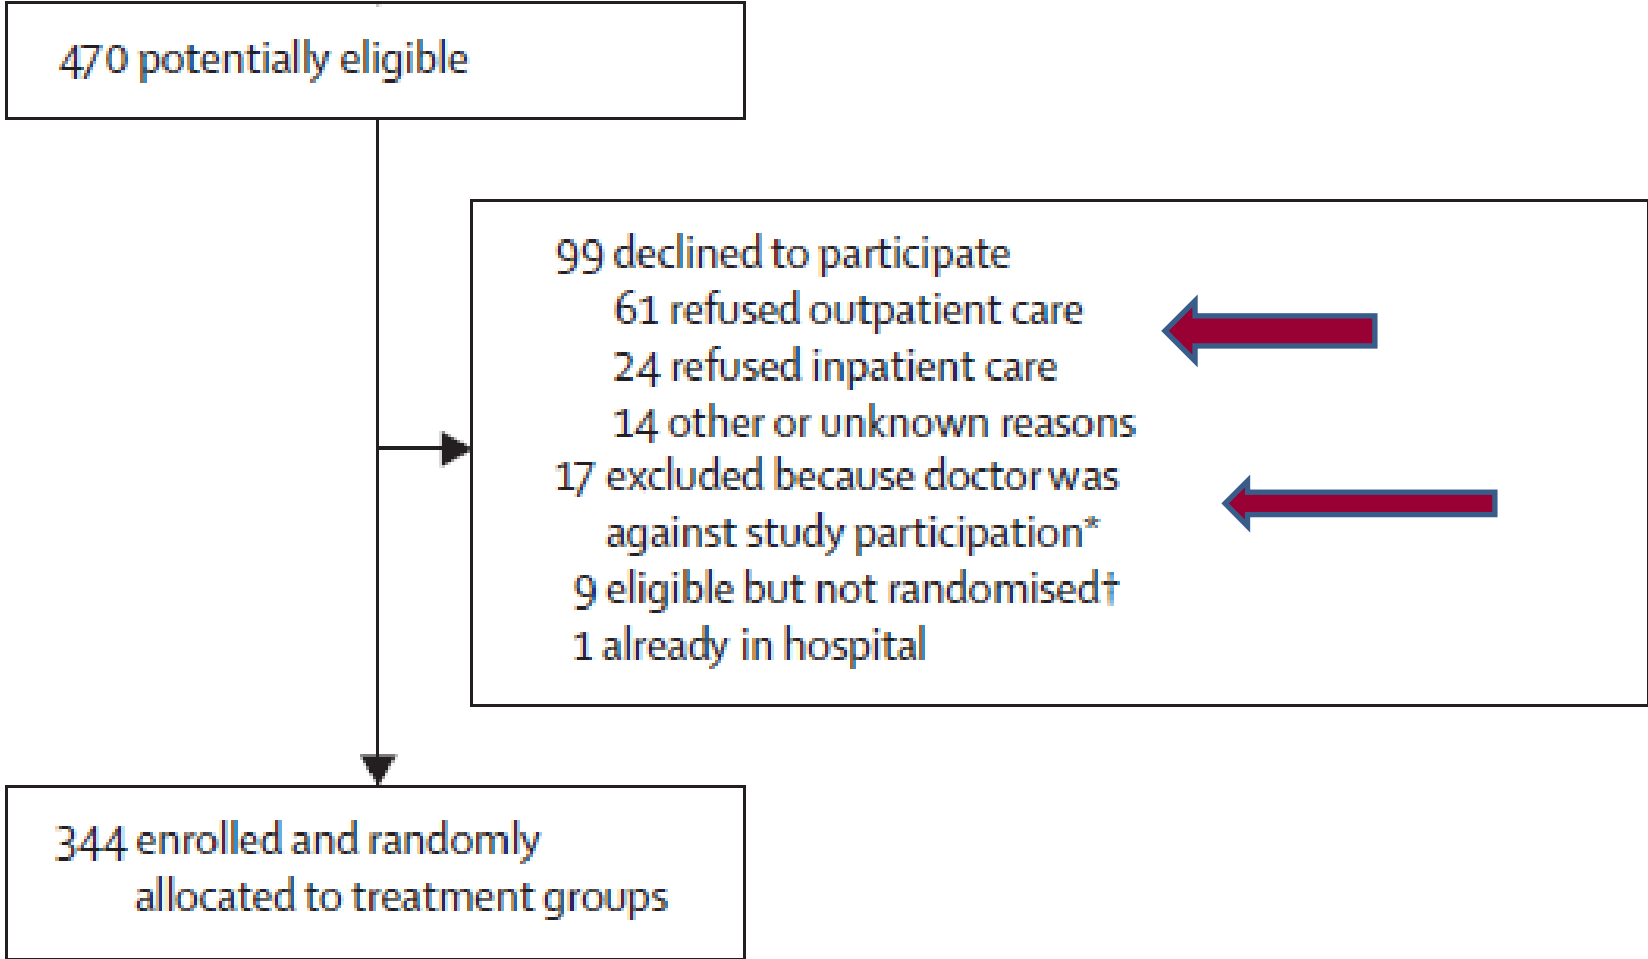 470 potentially eligible
99 declined to participate
61 refused outpatient care
24 refused inpatient care
14 other or unknown reasons
17 excluded because doctor was
against study participation*
9 eligible but not randomised†
1 already in hospital
344 enrolled and randomly
allocated to treatment groups